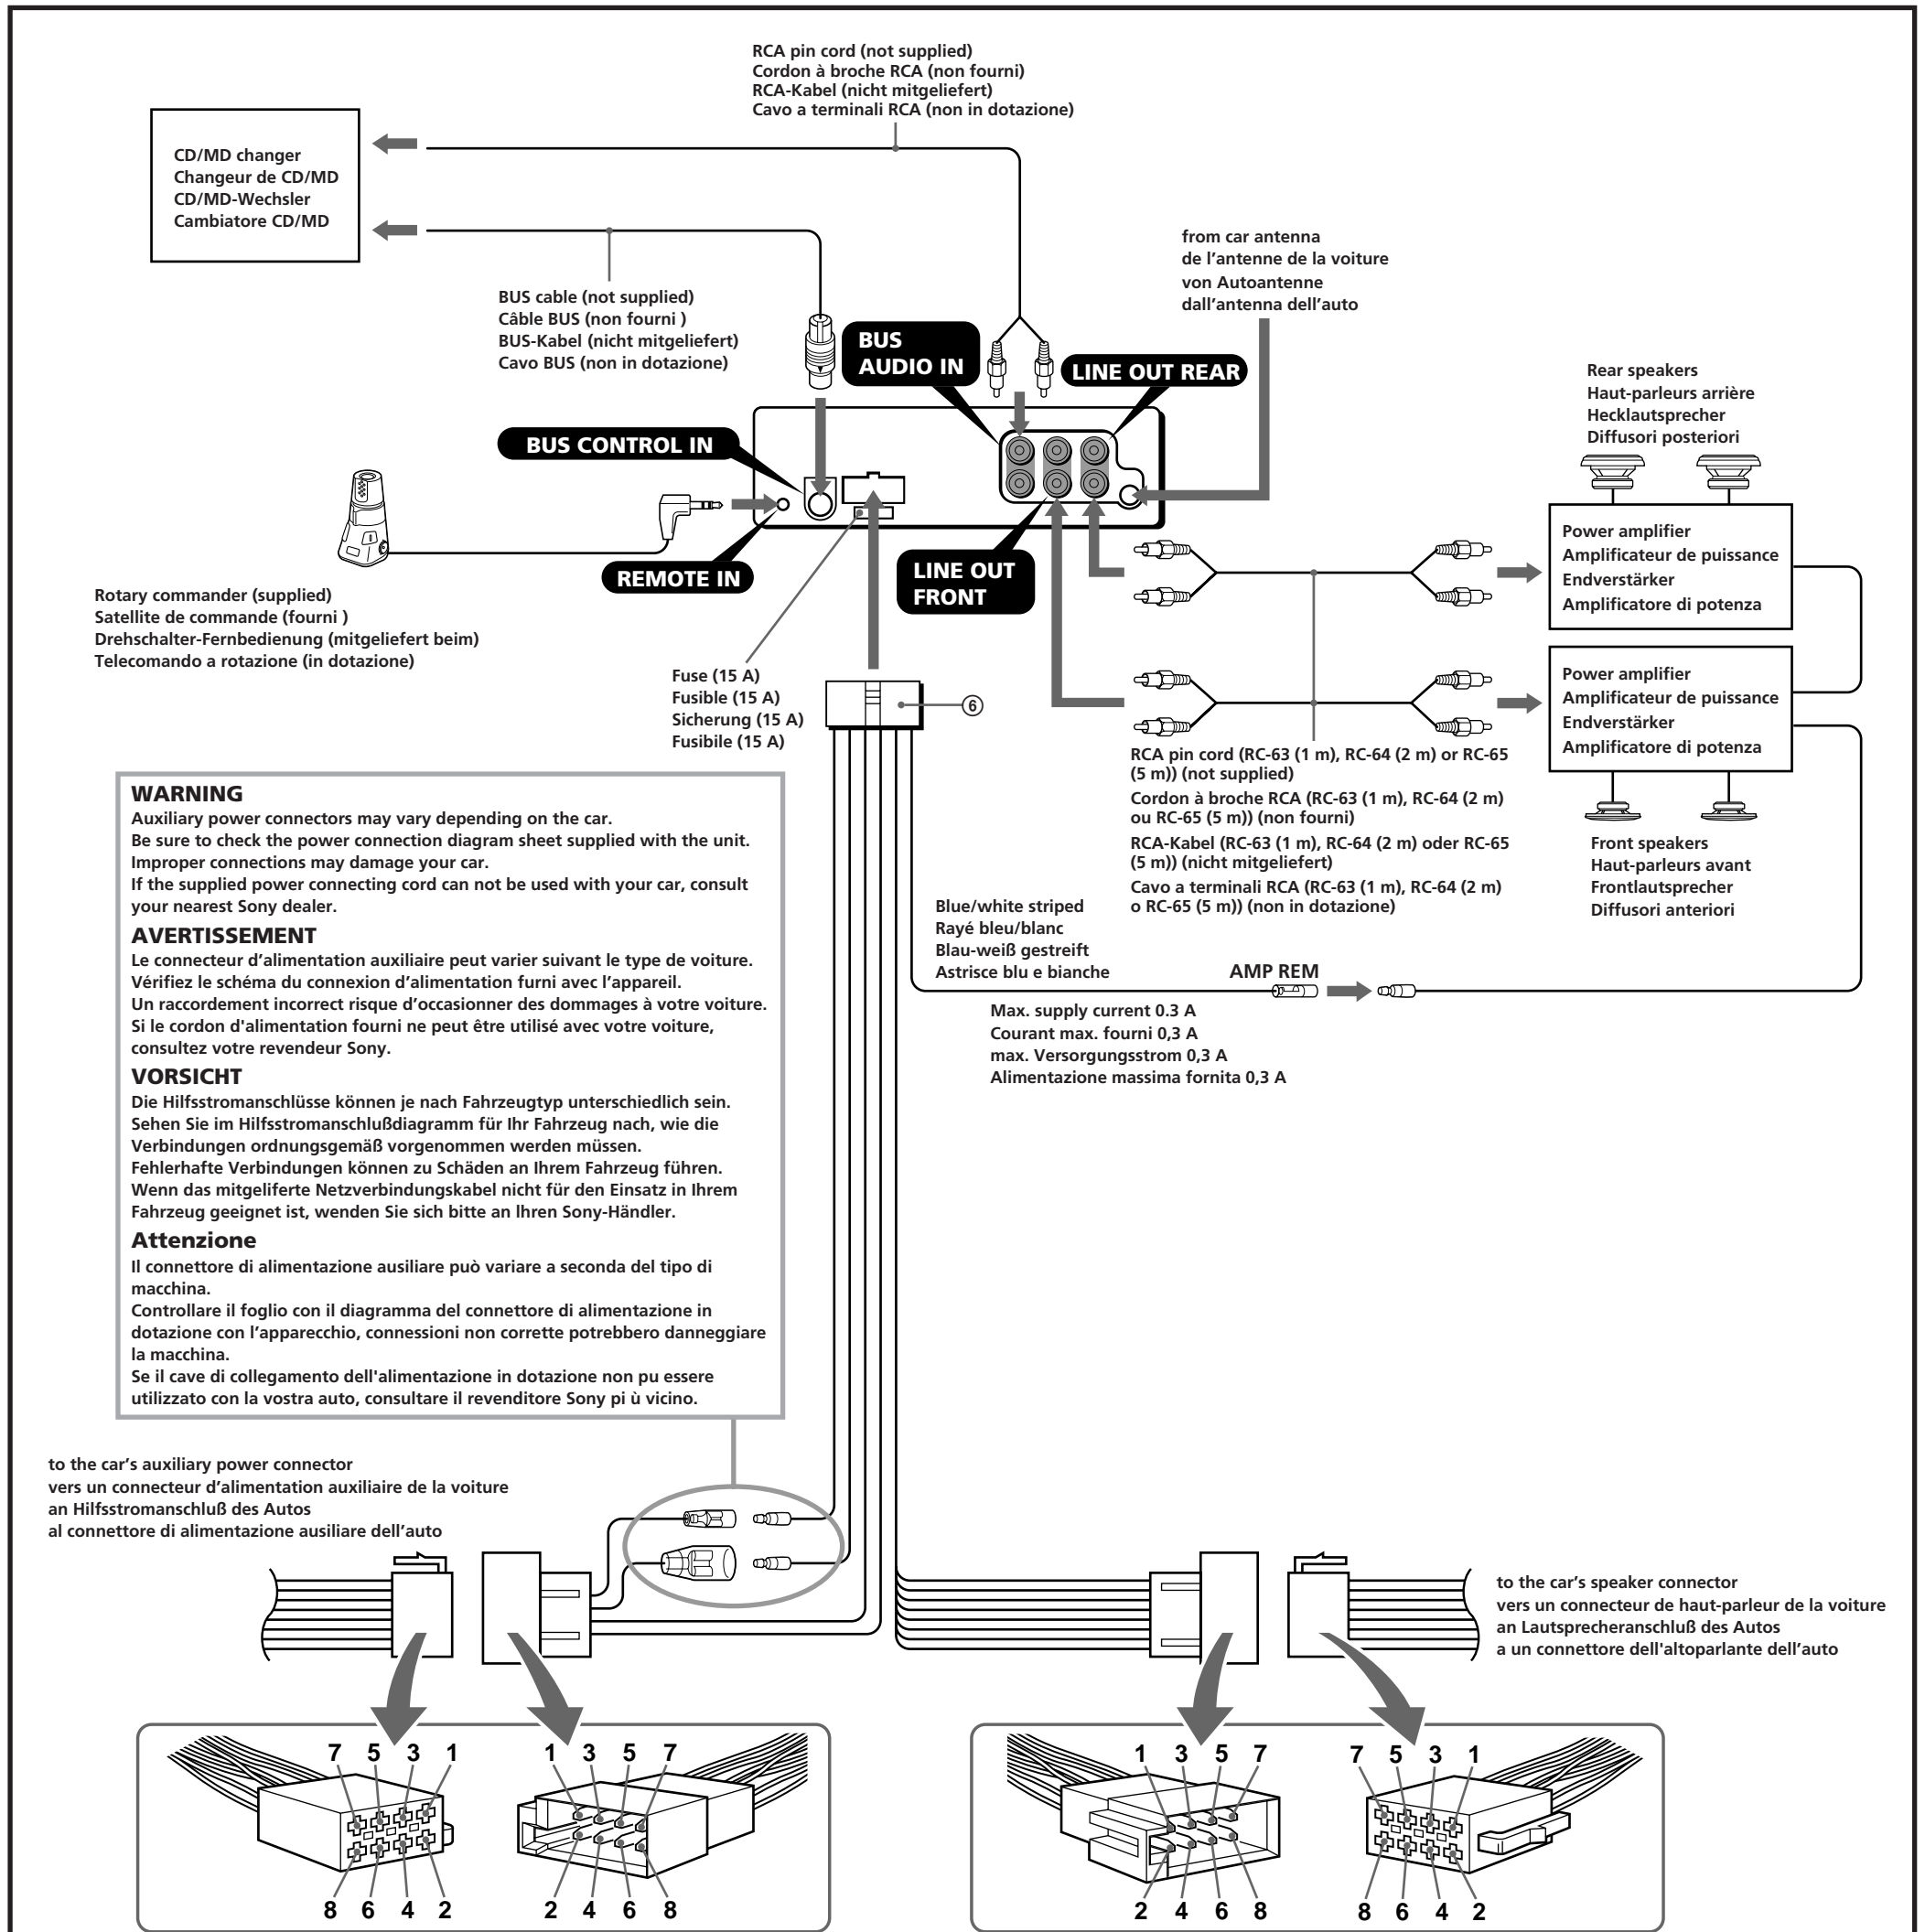 RCA pin cord (not supplied)
Cordon à broche RCA (non fourni)
RCA-Kabel (nicht mitgeliefert)
Cavo a terminali RCA (non in dotazione)
CD/MD changer
Changeur de CD/MD
CD/MD-Wechsler
Cambiatore CD/MD
from car antenna
de l’antenne de la voiture
von Autoantenne
dall’antenna dell’auto
BUS cable (not supplied)
Câble BUS (non fourni )
BUS-Kabel (nicht mitgeliefert)
Cavo BUS (non in dotazione)
BUS
AUDIO IN
LINE OUT REAR
Rear speakers
Haut-parleurs arrière
Hecklautsprecher
Diffusori posteriori
BUS CONTROL IN
REMOTE IN
LINE OUT
FRONT
Power amplifier
Amplificateur de puissance
Endverstärker
Amplificatore di potenza
Rotary commander (supplied)
Satellite de commande (fourni )
Drehschalter-Fernbedienung (mitgeliefert beim)
Telecomando a rotazione (in dotazione)
Fuse (15 A)
Fusible (15 A)
Sicherung (15 A)
Fusibile (15 A)
⑥
Power amplifier
Amplificateur de puissance
Endverstärker
Amplificatore di potenza
RCA pin cord (RC-63 (1 m), RC-64 (2 m) or RC-65
(5 m)) (not supplied)
Cordon à broche RCA (RC-63 (1 m), RC-64 (2 m)
ou RC-65 (5 m)) (non fourni)
RCA-Kabel (RC-63 (1 m), RC-64 (2 m) oder RC-65
(5 m)) (nicht mitgeliefert)
Cavo a terminali RCA (RC-63 (1 m), RC-64 (2 m)
o RC-65 (5 m)) (non in dotazione)
Front speakers
Haut-parleurs avant
Frontlautsprecher
Diffusori anteriori
WARNING
Auxiliary power connectors may vary depending on the car.
Be sure to check the power connection diagram sheet supplied with the unit.
Improper connections may damage your car.
If the supplied power connecting cord can not be used with your car, consult
your nearest Sony dealer.
AVERTISSEMENT
Le connecteur d’alimentation auxiliaire peut varier suivant le type de voiture.
Vérifiez le schéma du connexion d’alimentation furni avec l’appareil.
Un raccordement incorrect risque d’occasionner des dommages à votre voiture.
Si le cordon d'alimentation fourni ne peut être utilisé avec votre voiture,
consultez votre revendeur Sony.
VORSICHT
Die Hilfsstromanschlüsse können je nach Fahrzeugtyp unterschiedlich sein.
Sehen Sie im Hilfsstromanschlußdiagramm für Ihr Fahrzeug nach, wie die
Verbindungen ordnungsgemäß vorgenommen werden müssen.
Fehlerhafte Verbindungen können zu Schäden an Ihrem Fahrzeug führen.
Wenn das mitgeliferte Netzverbindungskabel nicht für den Einsatz in Ihrem
Fahrzeug geeignet ist, wenden Sie sich bitte an lhren Sony-Händler.
Attenzione
Il connettore di alimentazione ausiliare può variare a seconda del tipo di
macchina.
Controllare il foglio con il diagramma del connettore di alimentazione in
dotazione con l’apparecchio, connessioni non corrette potrebbero danneggiare
la macchina.
Se il cave di collegamento dell'alimentazione in dotazione non pu essere
utilizzato con la vostra auto, consultare il revenditore Sony pi ù vicino.
Blue/white striped
Rayé bleu/blanc
Blau-weiß gestreift
Astrisce blu e bianche
AMP REM
Max. supply current 0.3 A
Courant max. fourni 0,3 A
max. Versorgungsstrom 0,3 A
Alimentazione massima fornita 0,3 A
to the car’s auxiliary power connector
vers un connecteur d’alimentation auxiliaire de la voiture
an Hilfsstromanschluß des Autos
al connettore di alimentazione ausiliare dell’auto
to the car’s speaker connector
vers un connecteur de haut-parleur de la voiture
an Lautsprecheranschluß des Autos
a un connettore dell'altoparlante dell’auto
7 5 3 1
8 6 4 2
1 3 5 7
2 4 6 8
1 3 5 7
2 4 6 8
7 5 3 1
8 6 4 2